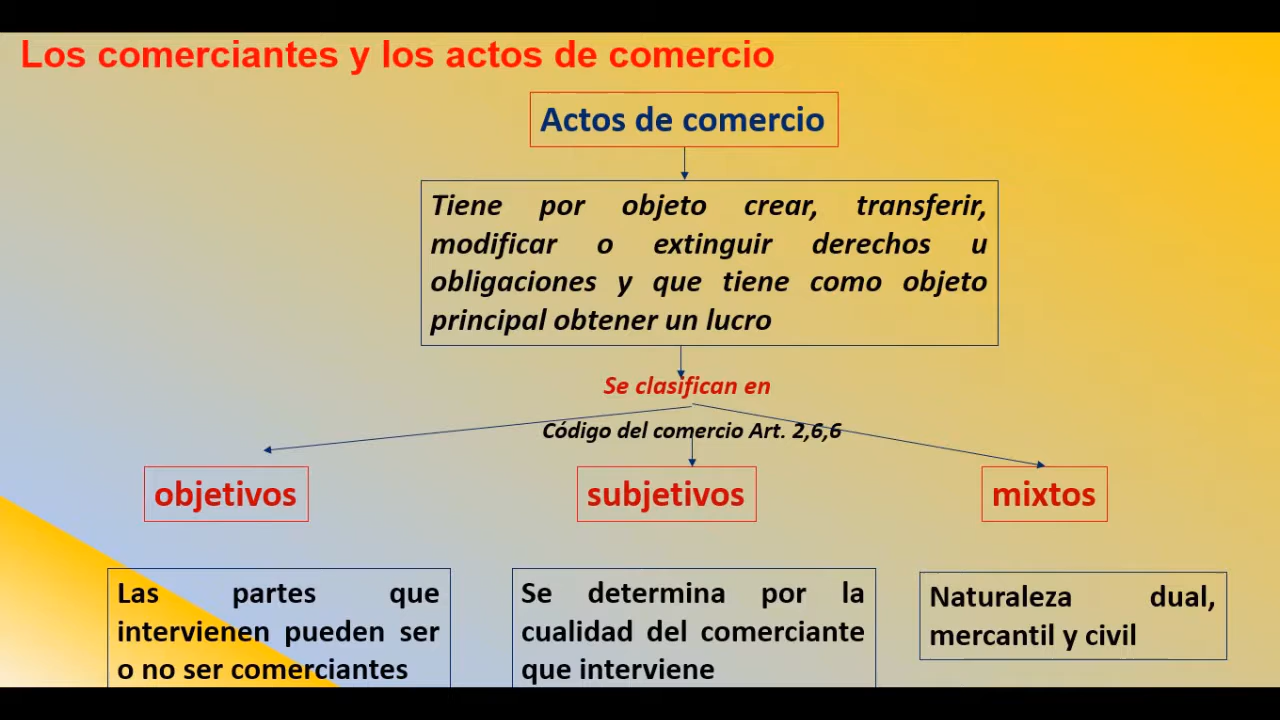 Los comerciantes y los actos de comercio
Actos de comercio
Tiene por objeto crear, transferir,
modificar o extinguir derechos u
obligaciones y que tiene como objeto
principal obtener un lucro
Se clasifican en
Código del comercio Art. 2,6,6
objetivos
subjetivos
mixtos
Las partes que
intervienen pueden ser
o no ser comerciantes
Se determina por la
cualidad del comerciante
que interviene
Naturaleza dual,
mercantil y civil